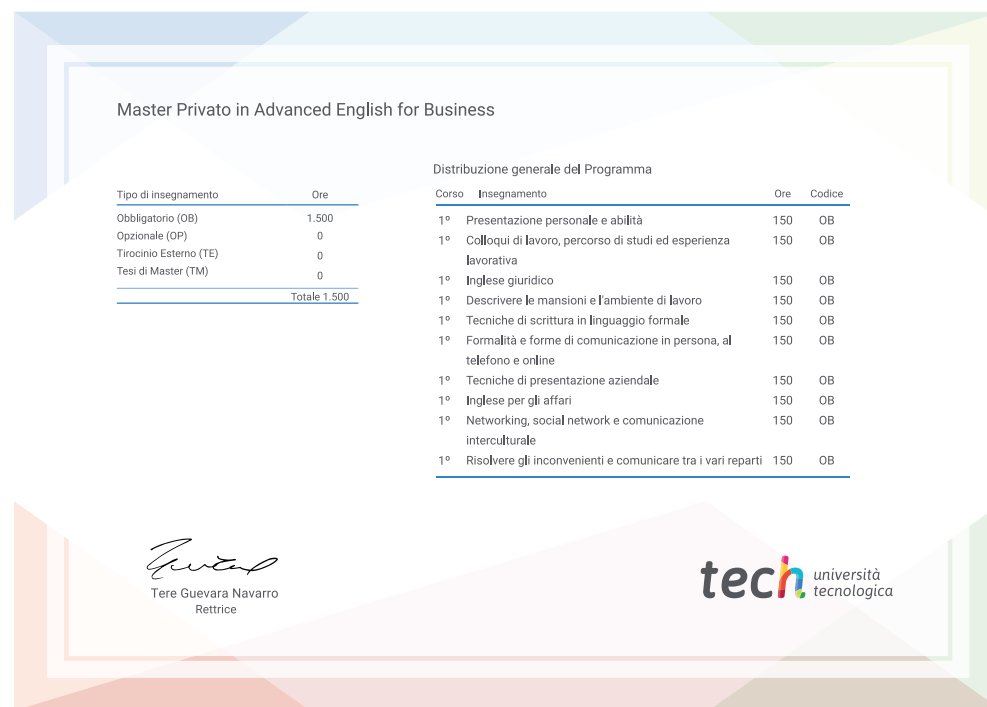 Master Privato in Advanced English for Business
Tipo di insegnamento Ore
Obbligatorio (OB) 1.500
Opzionale (OP) 0
Tirocinio Esterno (TE) 0
Tesi di Master (TM) 0
Totale 1.500
Distribuzione generale del Programma
Corso Insegnamento Ore Codice
1º Presentazione personale e abilità 150 OB
1º Colloqui di lavoro, percorso di studi ed esperienza 150 OB
lavorativa
1º Inglese giuridico 150 OB
1º Descrivere le mansioni e l'ambiente di lavoro 150 OB
1º Tecniche di scrittura in linguaggio formale 150 OB
1º Formalità e forme di comunicazione in persona, al 150 OB
telefono e online
1º Tecniche di presentazione aziendale 150 OB
1º Inglese per gli affari 150 OB
1º Networking, social network e comunicazione 150 OB
interculturale
1º Risolvere gli inconvenienti e comunicare tra i vari reparti 150 OB
Tere Guevara Navarro
Rettrice
tech università
tecnologica